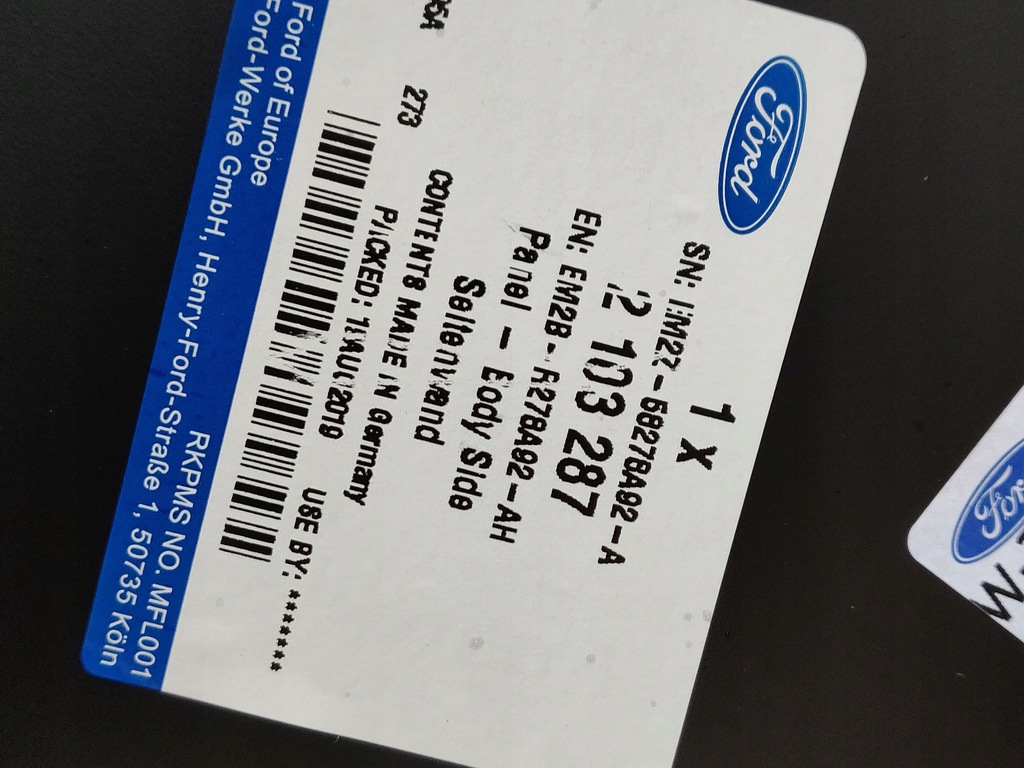 Ford
1 X
SN: EM2Z-58278A92-A
2 103 287
EN: EM2B-R278A92-AH
Panel - Body Side
Seitenwand
CONTENTS MADE IN Germany
273
PICKED: AUG2019 USE BY: ********
RKPMS NO. MFL001
Ford of Europe
Ford-Werke GmbH, Henry-Ford-Straße 1, 50735 Köln